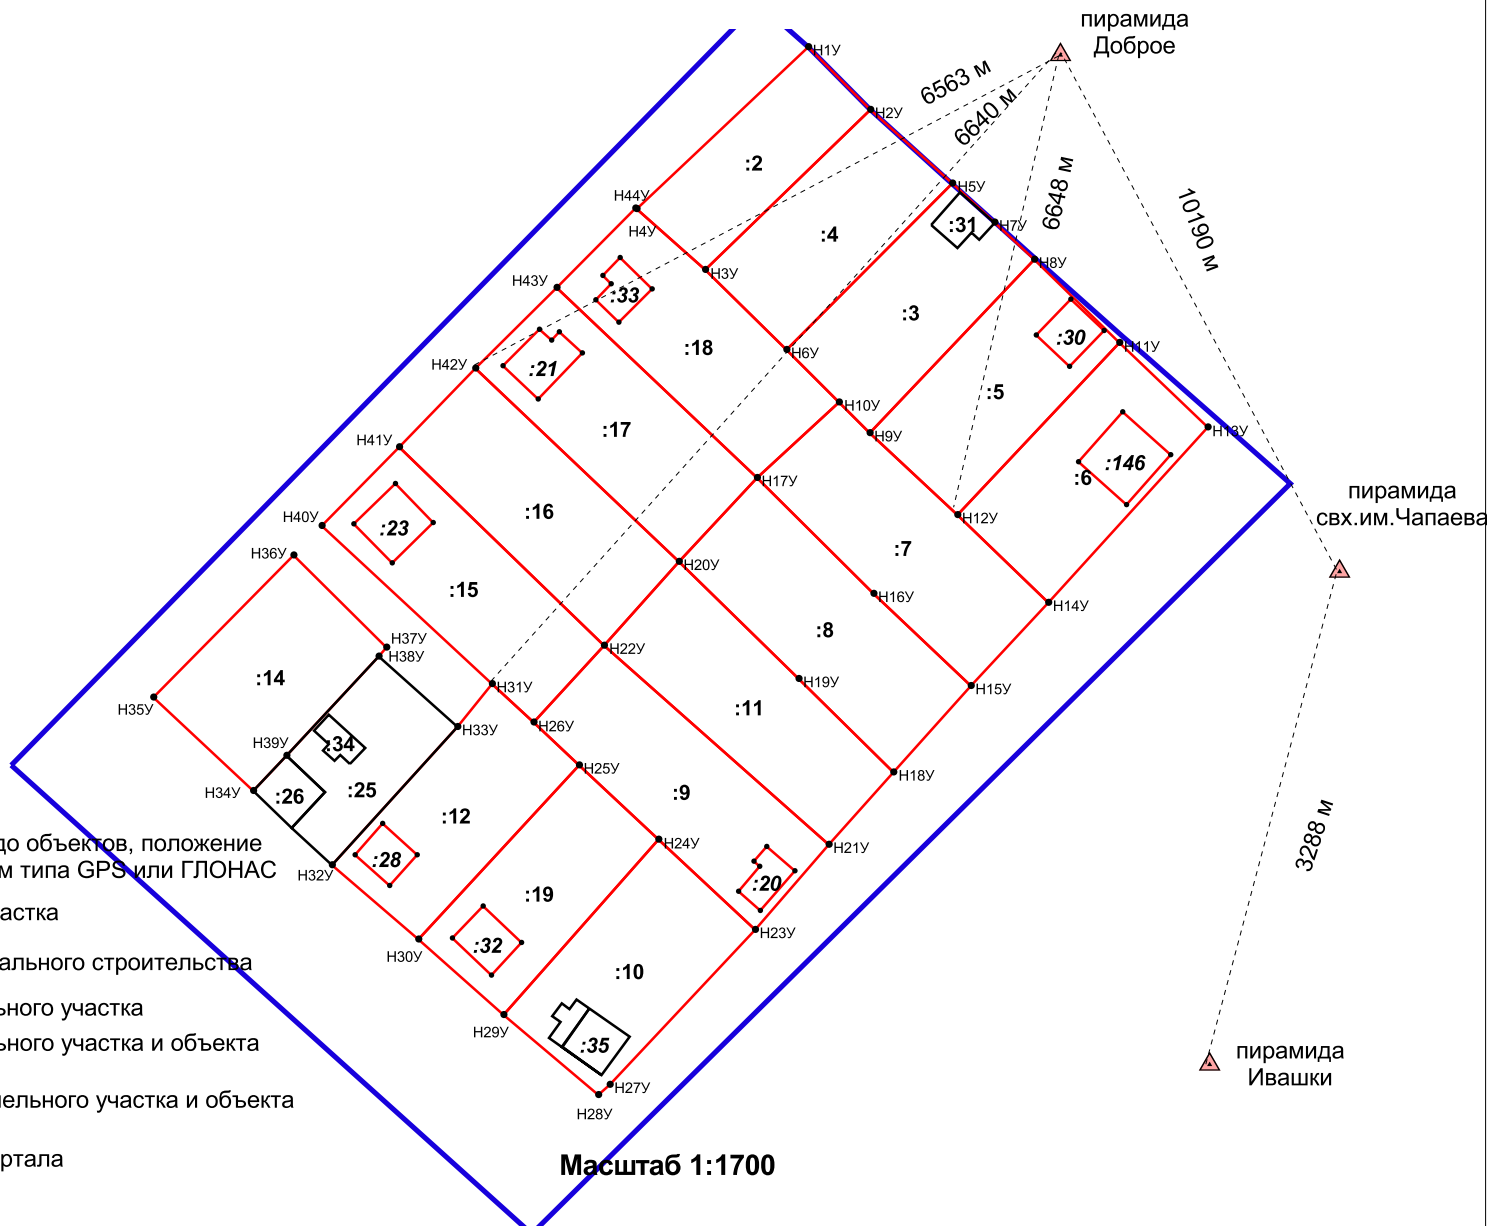 пирамида
Доброе
Н1У
6563 м
6640 м
Н2У
:2
Н5У
6648 м
10190 м
Н44У
Н4У
:31
Н7У
:4
Н8У
Н3У
Н43У
:33
:3
:30
Н11У
:18
Н6У
Н42У
:21
:5
Н10У
Н9У
:17
Н13У
Н41У
:146
:6
Н17У
пирамида
свх.им.Чапаева
Н40У
:23
:16
Н12У
Н36У
:7
Н20У
:15
Н16У
Н14У
Н37У
Н38У
Н22У
:8
:14
Н31У
Н19У
Н15У
Н35У
Н33У
Н26У
:11
Н39У
:34
Н25У
Н18У
Н34У
:26
:25
:9
:12
3288 м
до объектов, положение
м типа GPS или ГЛОНАС
Н32У
:28
Н24У
Н21У
:20
астка
:19
Н23У
:32
Н30У
ального строительства
:10
ьного участка
Н29У
ьного участка и объекта
:35
пирамида
Ивашки
Н27У
Н28У
ельного участка и объекта
ртала
Масштаб 1:1700